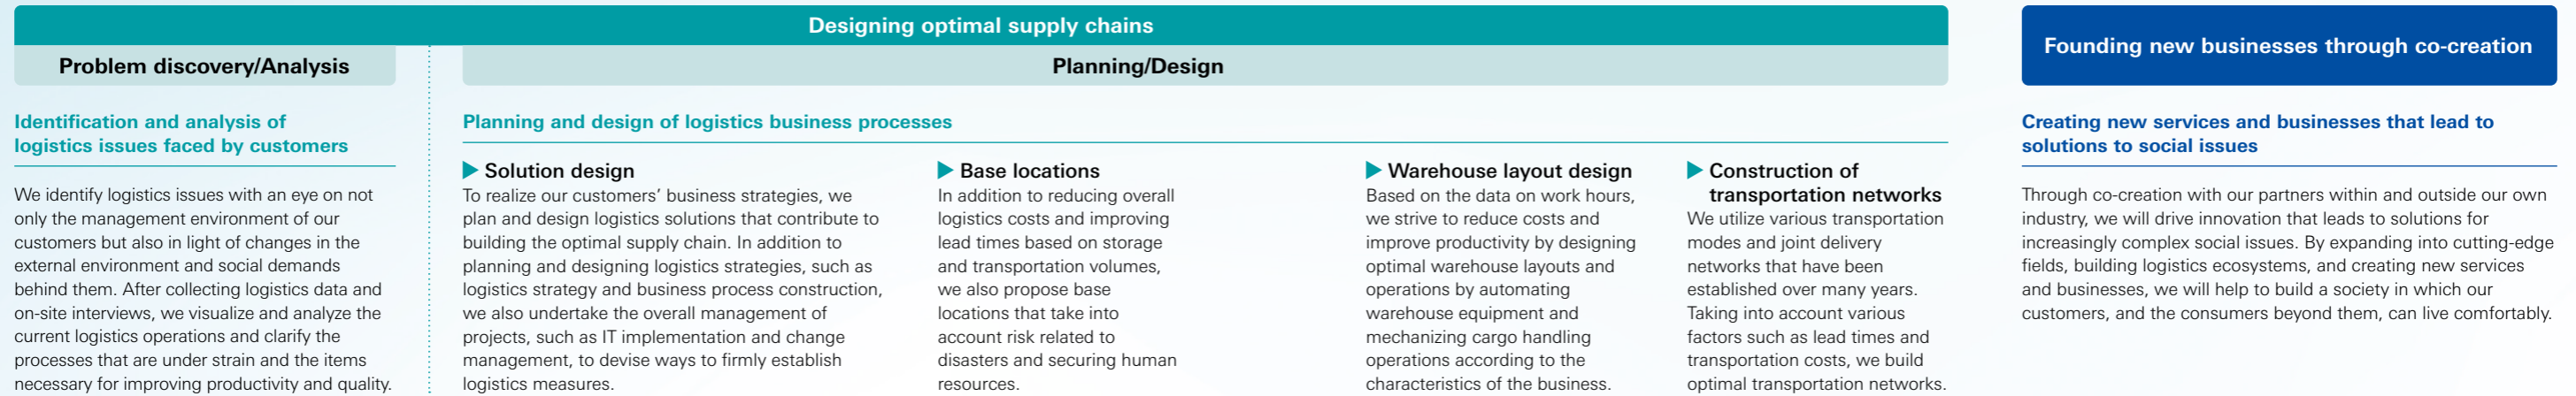 Designing optimal supply chains
Problem discovery/Analysis
Identification and analysis of
logistics issues faced by customers
We identify logistics issues with an eye on not
only the management environment of our
customers but also in light of changes in the
external environment and social demands
behind them. After collecting logistics data and
on-site interviews, we visualize and analyze the
current logistics operations and clarify the
processes that are under strain and the items
necessary for improving productivity and quality.
Planning/Design
Planning and design of logistics business processes
Solution design
To realize our customers’ business strategies, we
plan and design logistics solutions that contribute to
building the optimal supply chain. In addition to
planning and designing logistics strategies, such as
logistics strategy and business process construction,
we also undertake the overall management of
projects, such as IT implementation and change
management, to devise ways to firmly establish
logistics measures.
Base locations
In addition to reducing overall
logistics costs and improving
lead times based on storage
and transportation volumes,
we also propose base
locations that take into
account risk related to
disasters and securing human
resources.
Warehouse layout design
Based on the data on work hours,
we strive to reduce costs and
improve productivity by designing
optimal warehouse layouts and
operations by automating
warehouse equipment and
mechanizing cargo handling
operations according to the
characteristics of the business.
Construction of
transportation networks
We utilize various transportation
modes and joint delivery
networks that have been
established over many years.
Taking into account various
factors such as lead times and
transportation costs, we build
optimal transportation networks.
Founding new businesses through co-creation
Creating new services and businesses that lead to
solutions to social issues
Through co-creation with our partners within and outside our own
industry, we will drive innovation that leads to solutions for
increasingly complex social issues. By expanding into cutting-edge
fields, building logistics ecosystems, and creating new services
and businesses, we will help to build a society in which our
customers, and the consumers beyond them, can live comfortably.